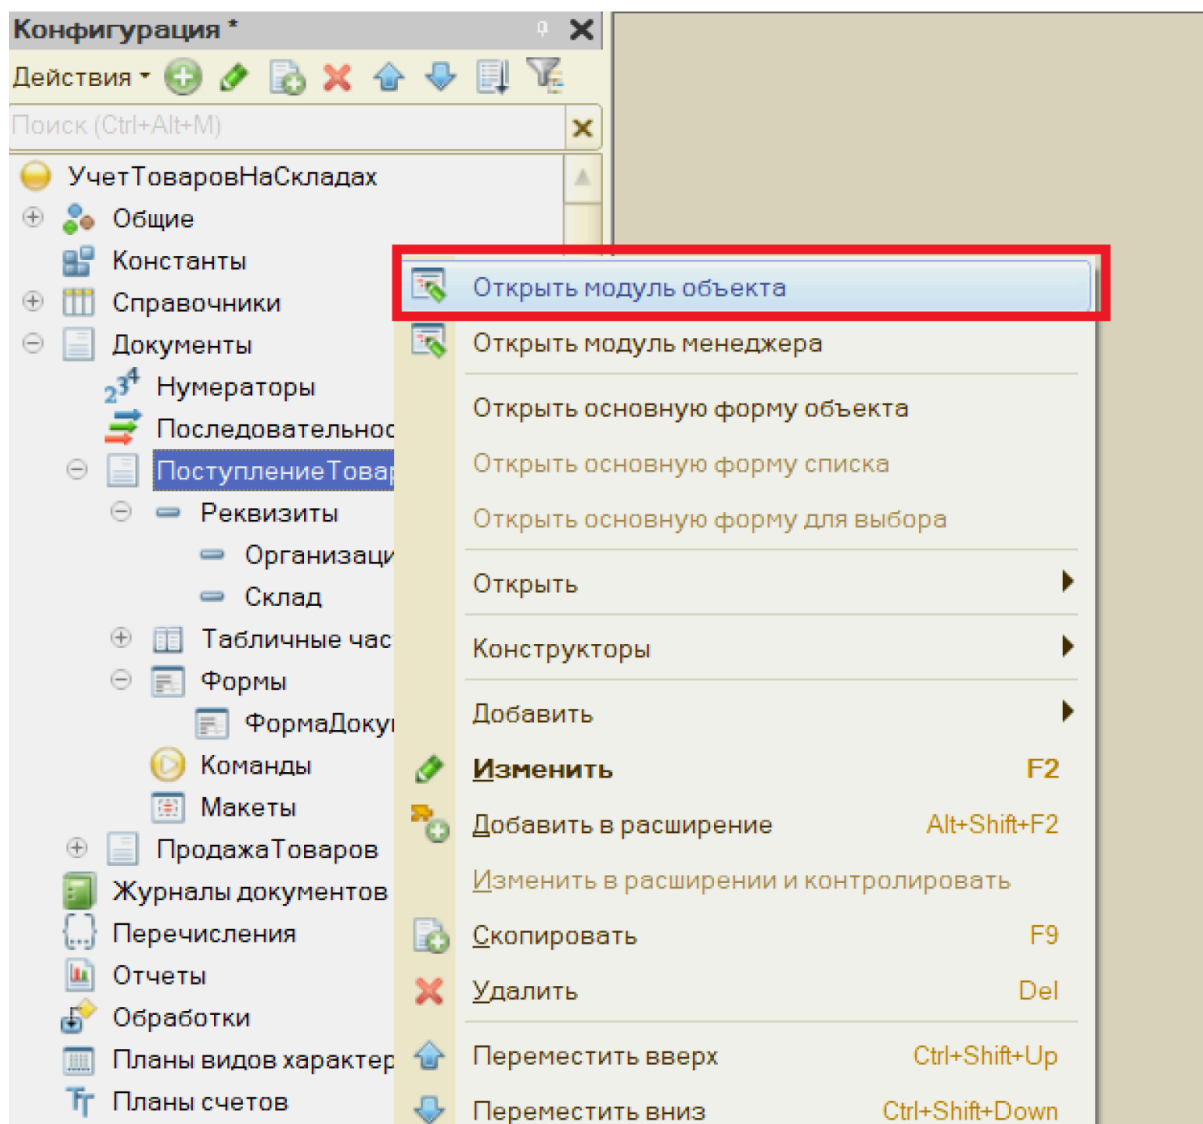 Конфигурация *
Действия
Поиск (Ctrl+Alt+M)
УчетТоваровНаСкладах
Общие
Константы
Справочники
Документы
Нумераторы
Последовательнос
ПоступлениеТовар
Реквизиты
Организаци
Склад
Табличные час
Формы
ФормаДоку
Команды
Макеты
ПродажаТоваров
Журналы документов
Перечисления
Отчеты
Обработки
Планы видов характер
Планы счетов
Открыть модуль объекта
Открыть модуль менеджера
Открыть основную форму объекта
Открыть основную форму списка
Открыть основную форму для выбора
Открыть
Конструкторы
Добавить
Изменить F2
Добавить в расширение Alt+Shift+F2
Изменить в расширении и контролировать
Скопировать F9
Удалить Del
Переместить вверх Ctrl+Shift+Up
Переместить вниз Ctrl+Shift+Down